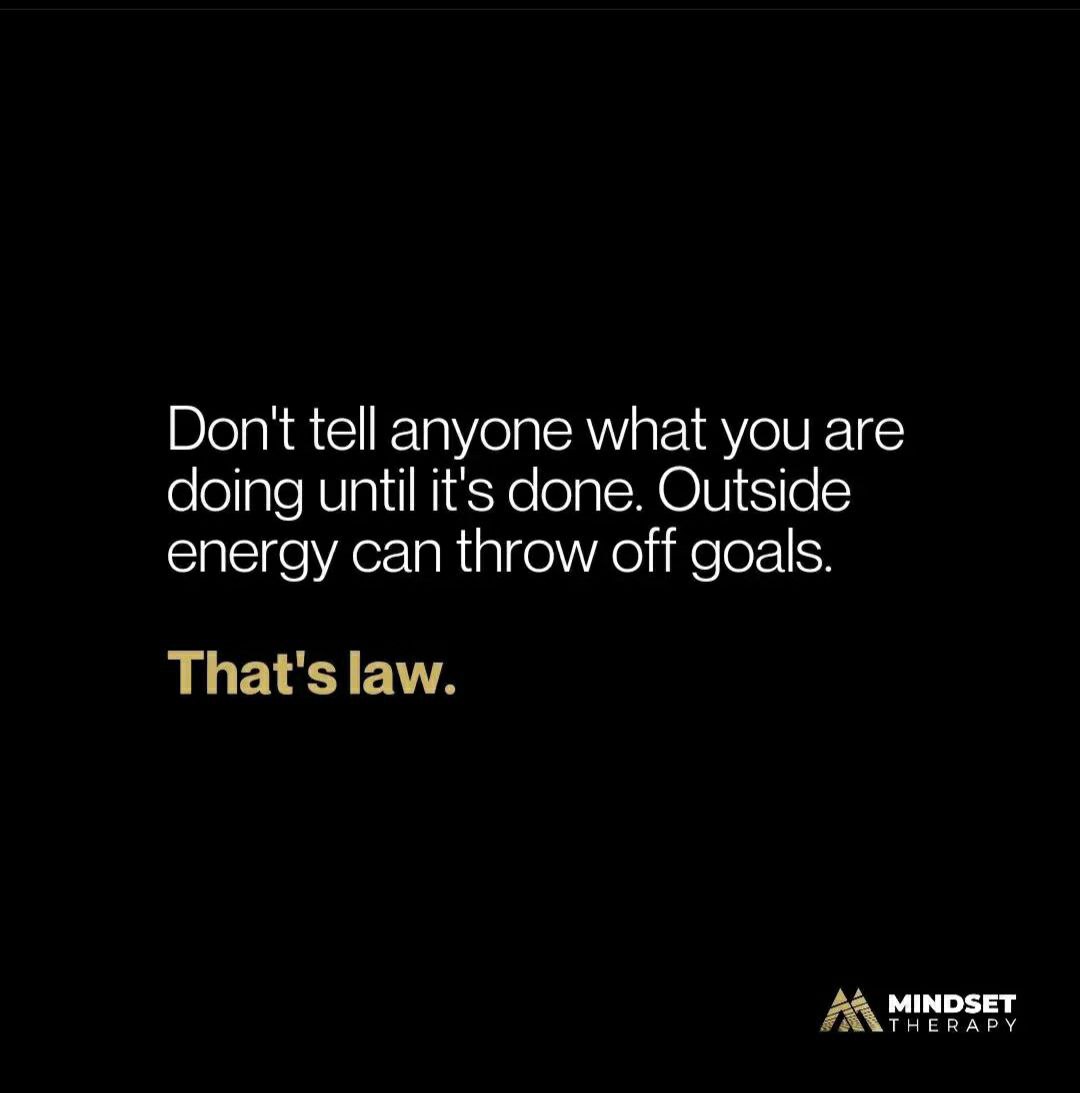 Don't tell anyone what you are
doing until it's done. Outside
energy can throw off goals.
That's law.
MINDSET
THERAPY